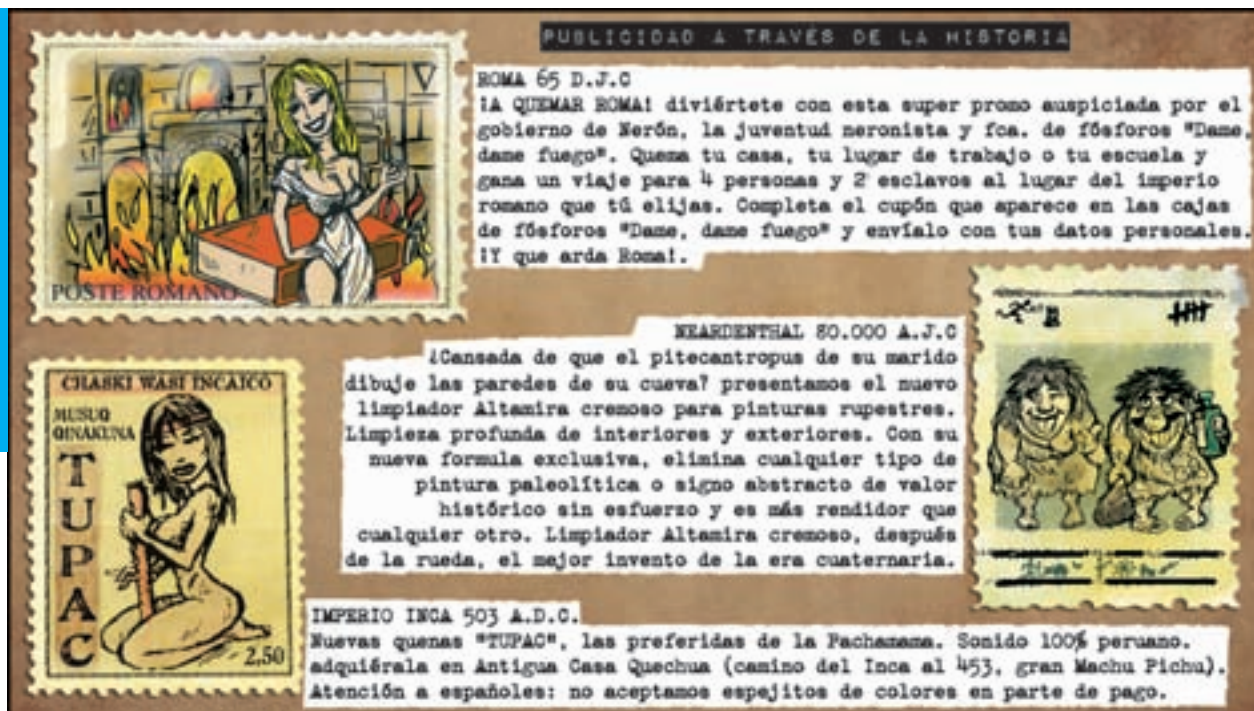 PUBLICIDAD A TRAVÉS DE LA HISTORIA
ROMA 65 D.J.C
¡A QUEMAR ROMA! diviértete con esta super promo auspiciada por el
gobierno de Nerón, la juventud neronista y fca. de fósforos "Dame,
dame fuego". Quema tu casa, tu lugar de trabajo o tu escuela y
gana un viaje para 4 personas y 2 esclavos al lugar del imperio
romano que tú elijas. Completa el cupón que aparece en las cajas
de fósforos "Dame, dame fuego" y envíalo con tus datos personales.
¡Y que arda Roma!.
V
POSTE ROMANO
NEARDENTHAL 80.000 A.J.C
¿Cansada de que el pitecantropus de su marido
dibuje las paredes de su cueva? presentamos el nuevo
limpiador Altamira cremoso para pinturas rupestres.
Limpieza profunda de interiores y exteriores. Con su
nueva formula exclusiva, elimina cualquier tipo de
pintura paleolítica o signo abstracto de valor
histórico sin esfuerzo y es más rendidor que
cualquier otro. Limpiador Altamira cremoso, después
de la rueda, el mejor invento de la era cuaternaria.
CHASKI WASI INCAICO
MUSUQ
QINAKUNA
TUPAC
2,50
IMPERIO INCA 503 A.D.C.
Nuevas quenas "TUPAC", las preferidas de la Pachamama. Sonido 100% peruano.
adquiérala en Antigua Casa Quechua (camino del Inca al 453, gran Machu Pichu).
Atención a españoles: no aceptamos espejitos de colores en parte de pago.